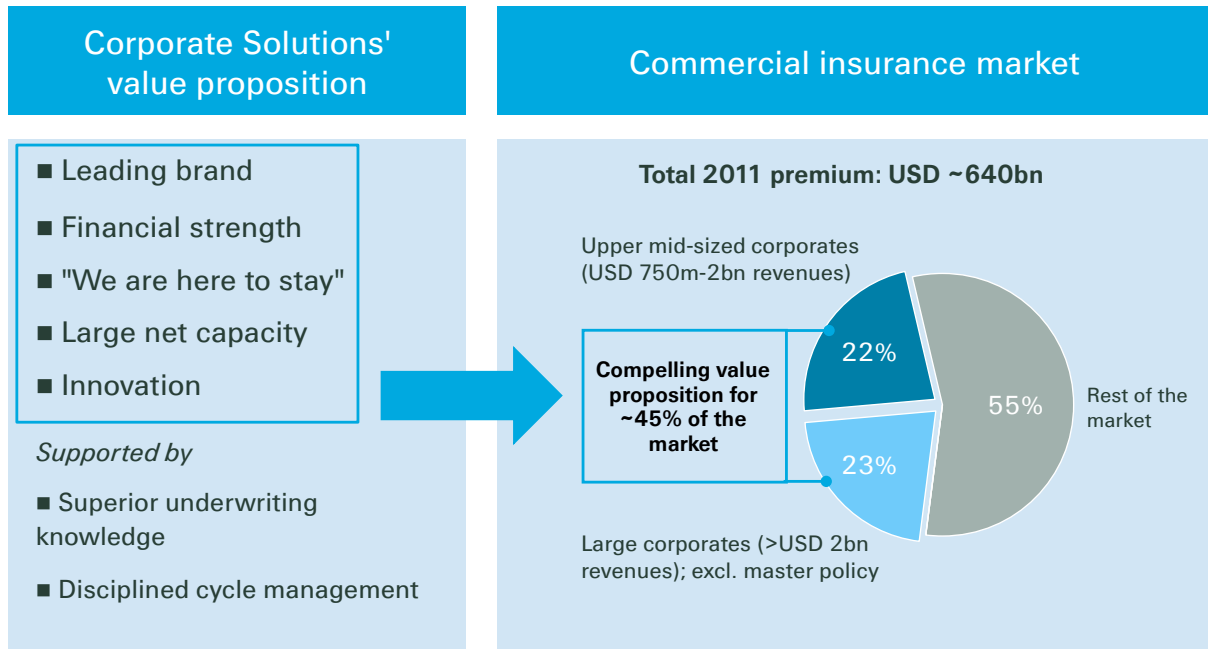 Corporate Solutions'
value proposition
■ Leading brand
■ Financial strength
■ "We are here to stay"
■ Large net capacity
■ Innovation
Supported by
■ Superior underwriting
knowledge
■ Disciplined cycle management
Commercial insurance market
Total 2011 premium: USD ~640bn
Upper mid-sized corporates
(USD 750m-2bn revenues)
22%
Compelling value
proposition for
~45% of the
market
55%
Rest of the
market
23%
Large corporates (>USD 2bn
revenues); excl. master policy